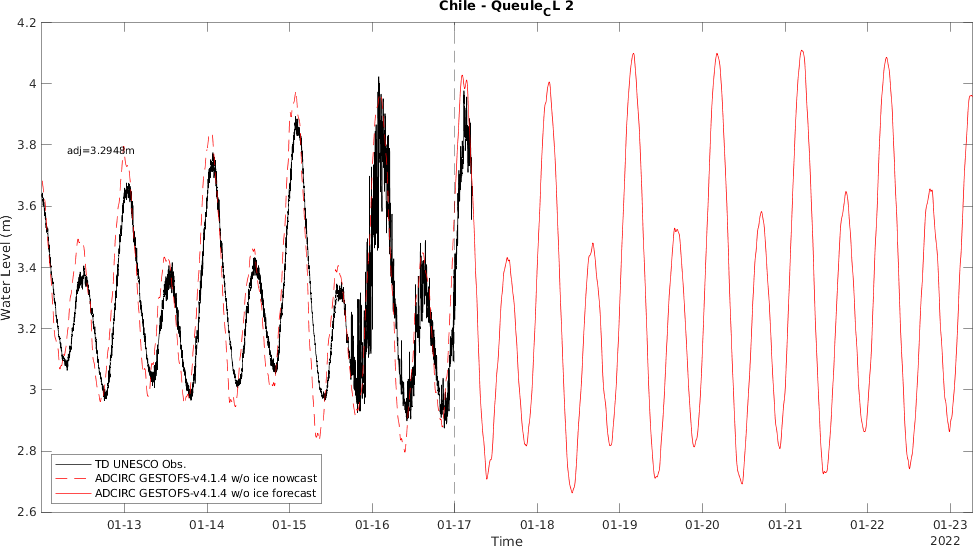 Chile - Queule_CL 2
4.2
4
3.8
3.6
3.4
3.2
3
2.8
2.6
Water Level (m)
adj=3.2948m
TD UNESCO Obs.
ADCIRC GESTOFS-v4.1.4 w/o ice nowcast
ADCIRC GESTOFS-v4.1.4 w/o ice forecast
01-13 01-14 01-15 01-16 01-17 01-18 01-19 01-20 01-21 01-22 01-23
2022
Time